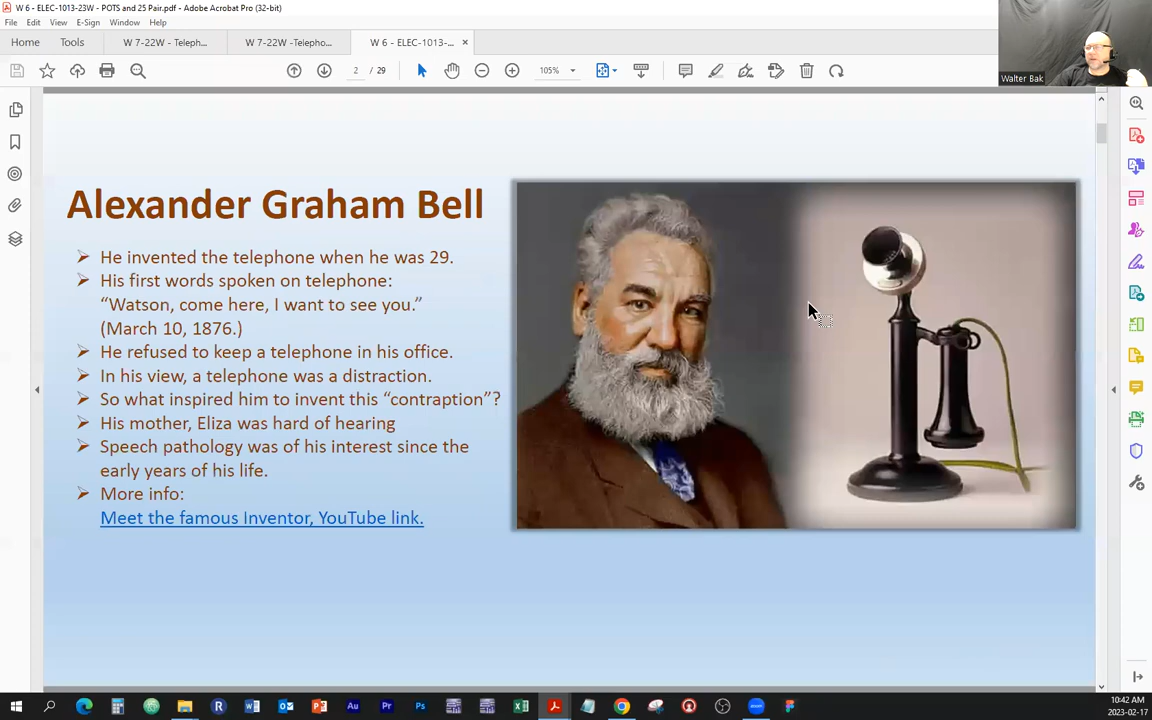 W 6 - ELEC-1013-23W - POTS and 25 Pair.pdf - Adobe Acrobat Pro (32-bit)
File Edit View E-Sign Window Help
Home Tools W 7-22W - Teleph... W 7-22W -Telepho... W 6 - ELEC-1013-...
2 / 29 105%
Walter Bak
Alexander Graham Bell
He invented the telephone when he was 29.
His first words spoken on telephone:
“Watson, come here, I want to see you.”
(March 10, 1876.)
He refused to keep a telephone in his office.
In his view, a telephone was a distraction.
So what inspired him to invent this “contraption”?
His mother, Eliza was hard of hearing
Speech pathology was of his interest since the
early years of his life.
More info:
Meet the famous Inventor, YouTube link.
10:42 AM
2023-02-17